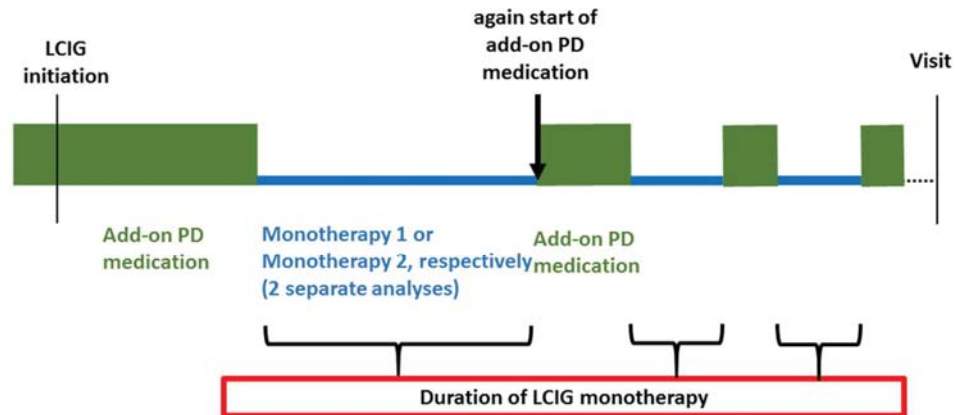 again start of
add-on PD
medication
LCIG
initiation
Visit
Add-on PD
medication
Monotherapy 1 or
Monotherapy 2, respectively
(2 separate analyses)
Add-on PD
medication
Duration of LCIG monotherapy